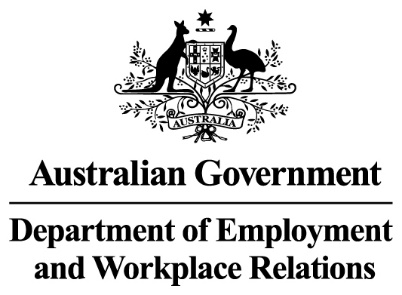 AUSTRALIA
Australian Government
Department of Employment
and Workplace Relations